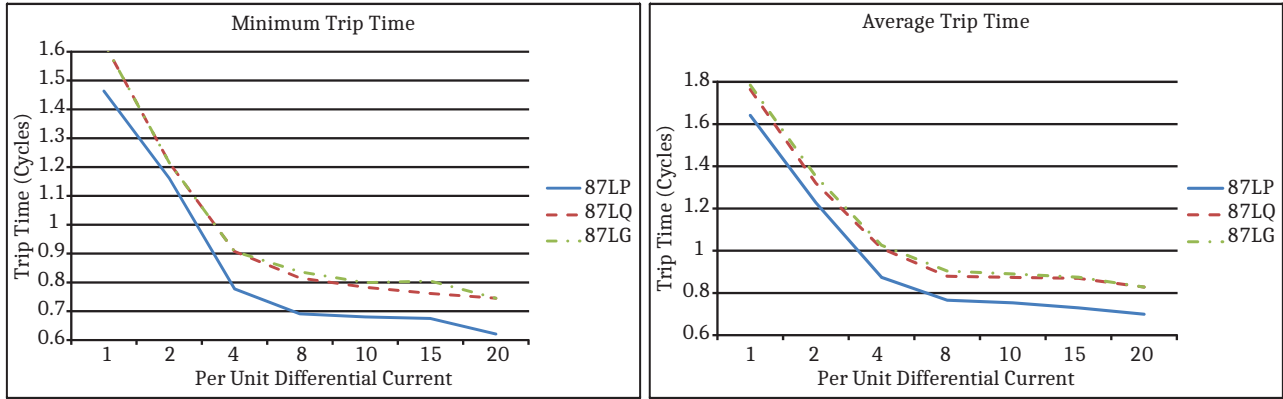 Minimum Trip Time
Trip Time (Cycles)
1.6
1.5
1.4
1.3
1.2
1.1
1
0.9
0.8
0.7
0.6
1 2 4 8 10 15 20
Per Unit Differential Current
87LP
87LQ
87LG
Average Trip Time
Trip Time (Cycles)
1.8
1.6
1.4
1.2
1
0.8
0.6
1 2 4 8 10 15 20
Per Unit Differential Current
87LP
87LQ
87LG